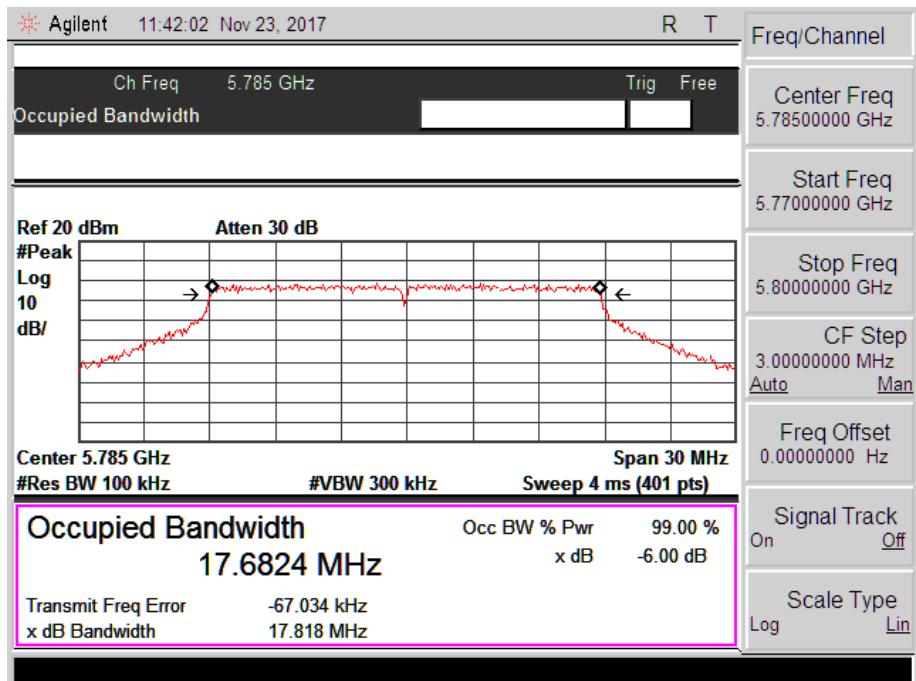 Agilent 11:42:02 Nov 23, 2017 R T
Freq/Channel
Ch Freq 5.785 GHz Trig Free
Occupied Bandwidth
Center Freq
5.78500000 GHz
Start Freq
5.77000000 GHz
Stop Freq
5.80000000 GHz
CF Step
3.00000000 MHz
Auto Man
Freq Offset
0.00000000 Hz
Signal Track
On Off
Scale Type
Log Lin
Ref 20 dBm Atten 30 dB
#Peak
Log
10
dB/
Center 5.785 GHz Span 30 MHz
#Res BW 100 kHz #VBW 300 kHz Sweep 4 ms (401 pts)
Occupied Bandwidth Occ BW % Pwr 99.00 %
17.6824 MHz x dB -6.00 dB
Transmit Freq Error -67.034 kHz
x dB Bandwidth 17.818 MHz